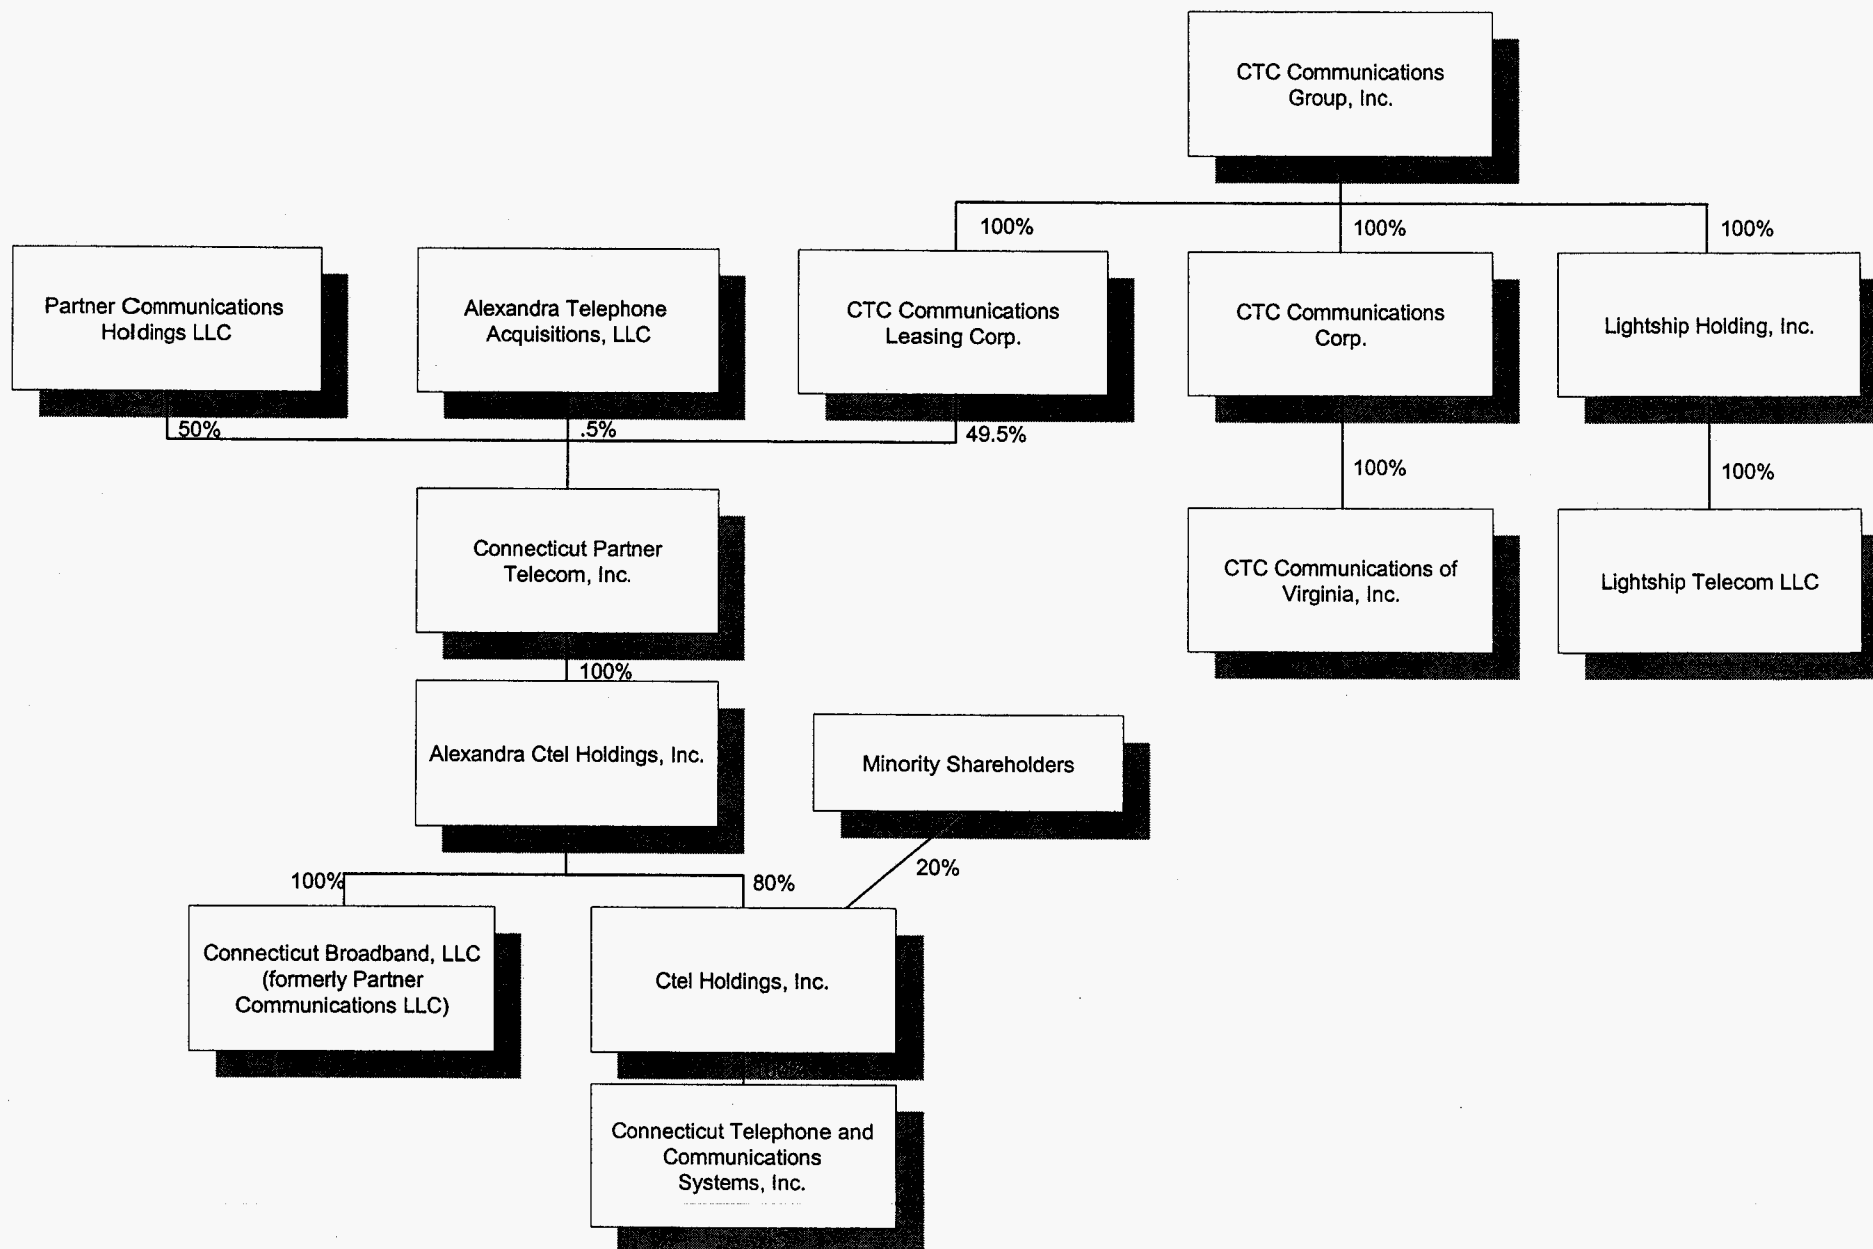 CTC Communications
Group, Inc.
100%
100%
100%
Partner Communications
Holdings LLC
Alexandra Telephone
Acquisitions, LLC
CTC Communications
Leasing Corp.
CTC Communications
Corp.
Lightship Holding, Inc.
50%
.5%
49.5%
100%
100%
Connecticut Partner
Telecom, Inc.
CTC Communications of
Virginia, Inc.
Lightship Telecom LLC
100%
Alexandra Ctel Holdings, Inc.
Minority Shareholders
100%
80%
20%
Connecticut Broadband, LLC
(formerly Partner
Communications LLC)
Ctel Holdings, Inc.
Connecticut Telephone and
Communications
Systems, Inc.